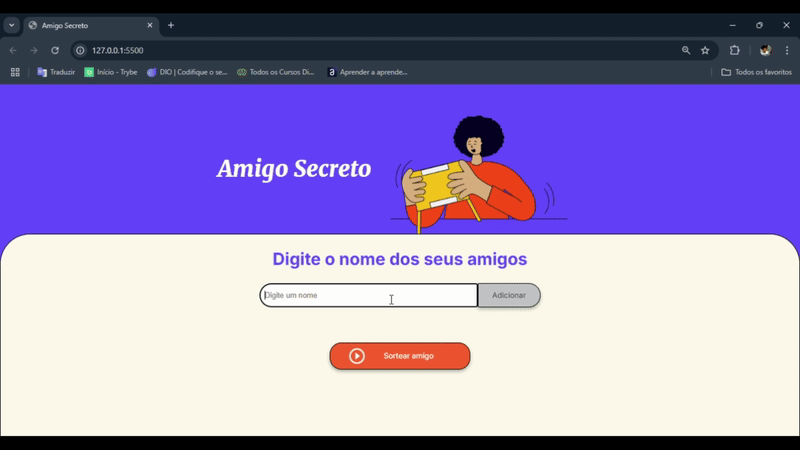 Amigo Secreto
127.0.0.1:5500
Traduzir
Início - Trybe
DIO | Codifique o se...
Todos os Cursos Di...
Aprender a aprende...
Todos os favoritos
Amigo Secreto
Digite o nome dos seus amigos
Digite um nome
Adicionar
Sortear amigo